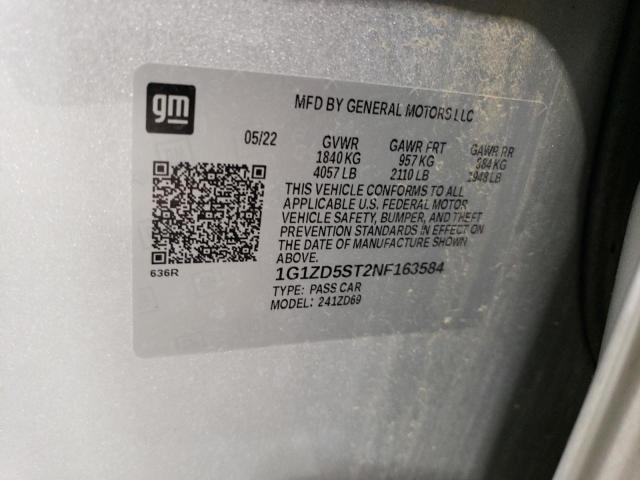 gm
MFD BY GENERAL MOTORS LLC
05/22 GVWR GAWR FRT GAWR RR
1840 KG 957 KG 884 KG
4057 LB 2110 LB 1948 LB
THIS VEHICLE CONFORMS TO ALL
APPLICABLE U.S. FEDERAL MOTOR
VEHICLE SAFETY, BUMPER, AND THEFT
PREVENTION STANDARDS IN EFFECT ON
THE DATE OF MANUFACTURE SHOWN
ABOVE.
636R
1G1ZD5ST2NF163584
TYPE: PASS CAR
MODEL: 241ZD69